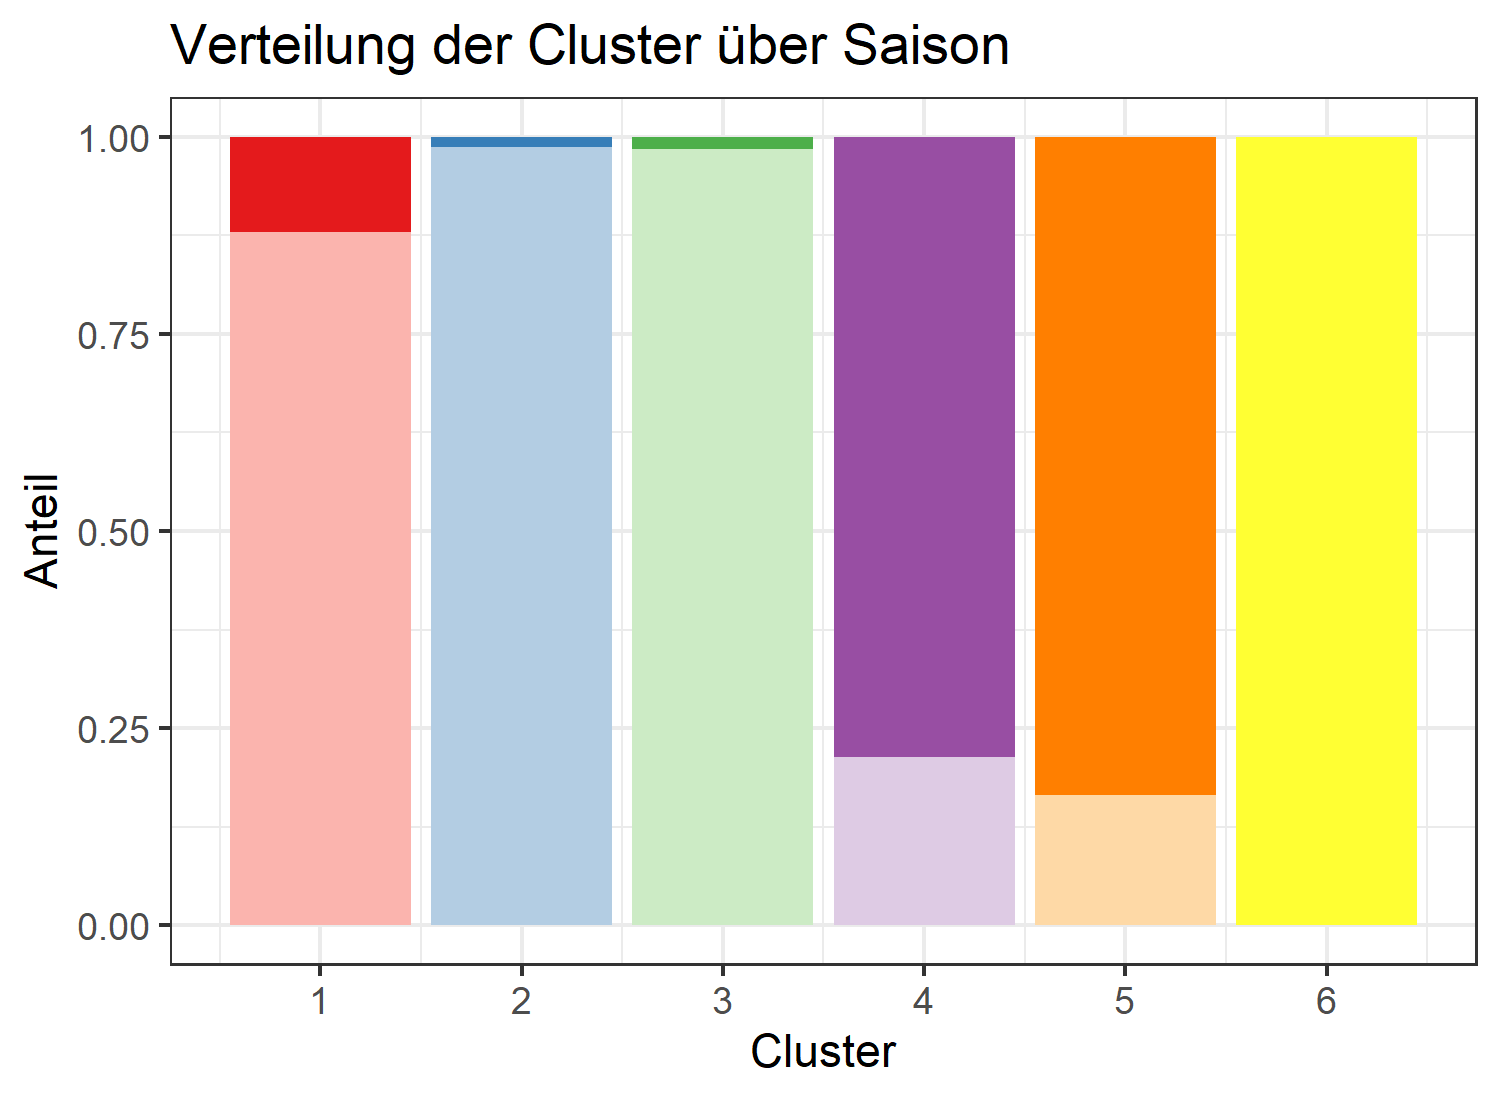 Verteilung der Cluster über Saison
1.00
0.75
0.50
0.25
0.00
Anteil
1 2 3 4 5 6
Cluster